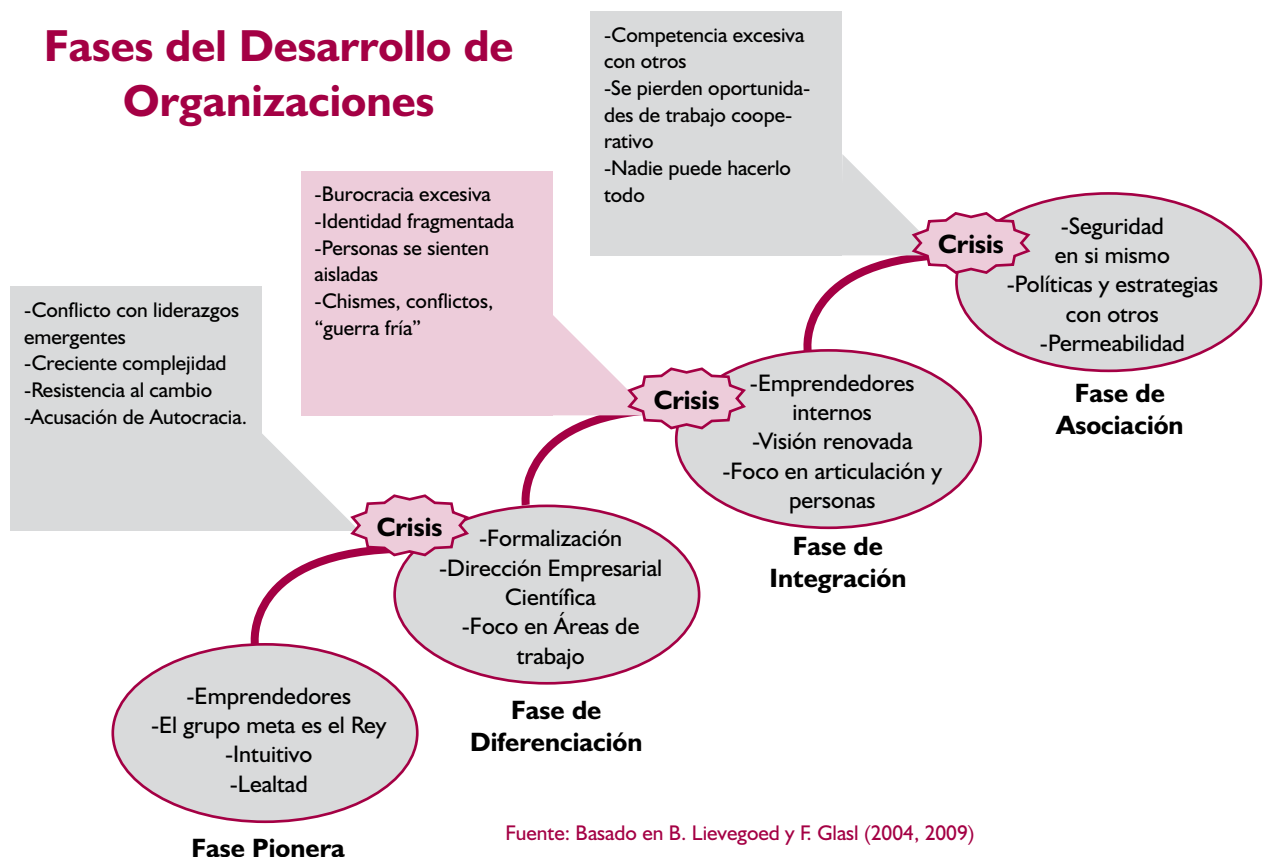 Fases del Desarrollo de
Organizaciones
-Competencia excesiva
con otros
-Se pierden oportunida-
des de trabajo coope-
rativo
-Nadie puede hacerlo
todo
-Burocracia excesiva
-Identidad fragmentada
-Personas se sienten
aisladas
-Chismes, conflictos,
“guerra fría”
-Conflicto con liderazgos
emergentes
-Creciente complejidad
-Resistencia al cambio
-Acusación de Autocracia.
Crisis
-Seguridad
en si mismo
-Políticas y estrategias
con otros
-Permeabilidad
Fase de
Asociación
Crisis
-Emprendedores
internos
-Visión renovada
-Foco en articulación y
personas
Fase de
Integración
Crisis
-Formalización
-Dirección Empresarial
Científica
-Foco en Áreas de
trabajo
Fase de
Diferenciación
-Emprendedores
-El grupo meta es el Rey
-Intuitivo
-Lealtad
Fase Pionera
Fuente: Basado en B. Lievegoed y F. Glasl (2004, 2009)